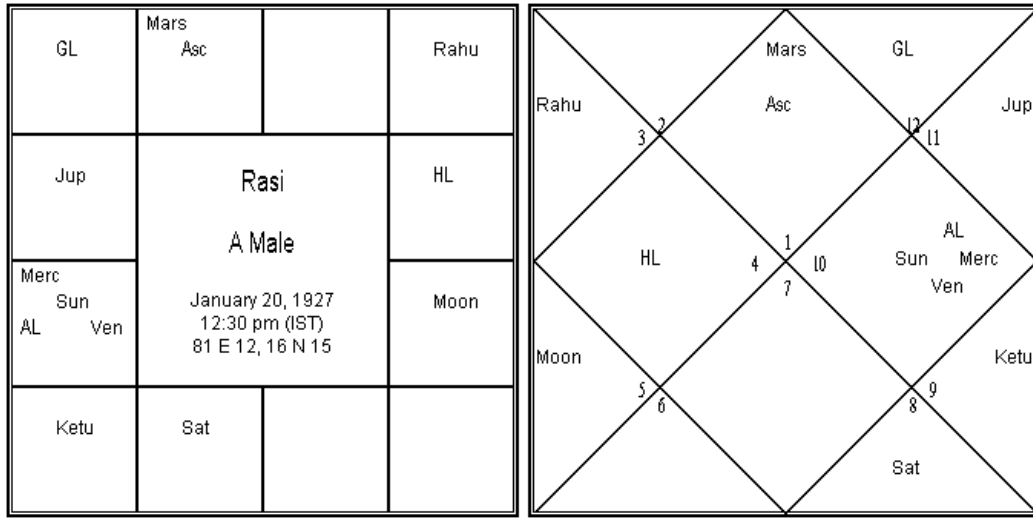 GL
Mars
Asc
Rahu
Jup
Rasi
A Male
January 20, 1927
12:30 pm (IST)
81 E 12, 16 N 15
HL
Merc
Sun
AL Ven
Moon
Ketu
Sat
Mars
GL
Rahu
Asc
Jup
2
3
12
11
HL
4
1
10
7
AL
Sun Merc
Ven
Moon
Ketu
5
6
9
8
Sat